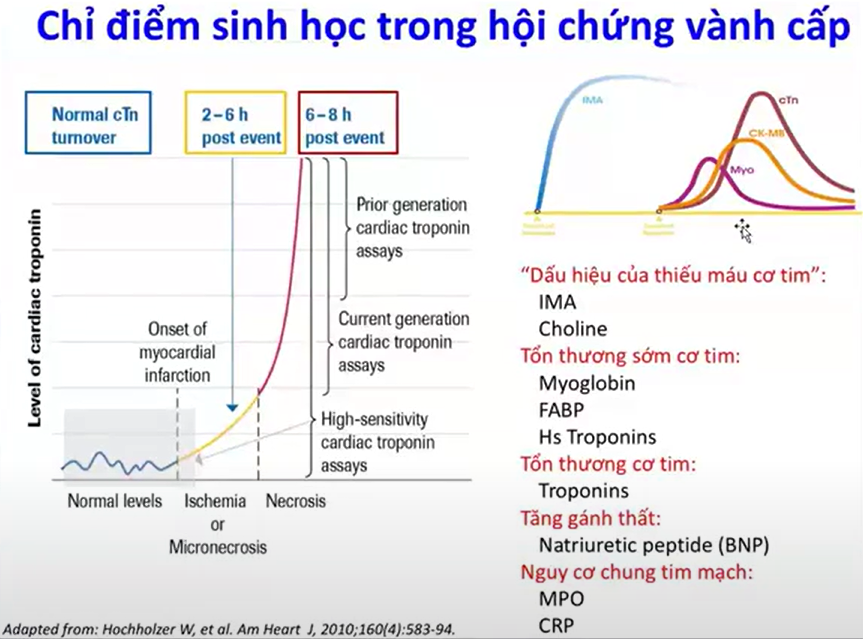 Chỉ điểm sinh học trong hội chứng vành cấp
Normal cTn
turnover
2–6 h
post event
6–8 h
post event
Level of cardiac troponin
Prior generation
cardiac troponin
assays
Current generation
cardiac troponin
assays
Onset of
myocardial
infarction
High-sensitivity
cardiac troponin
assays
Normal levels
Ischemia
or
Micronecrosis
Necrosis
IMA
cTn
CK-MB
Myo
“Dấu hiệu của thiếu máu cơ tim”:
IMA
Choline
Tổn thương sớm cơ tim:
Myoglobin
FABP
Hs Troponins
Tổn thương cơ tim:
Troponins
Tăng gánh thất:
Natriuretic peptide (BNP)
Nguy cơ chung tim mạch:
MPO
CRP
Adapted from: Hochholzer W, et al. Am Heart J, 2010;160(4):583-94.